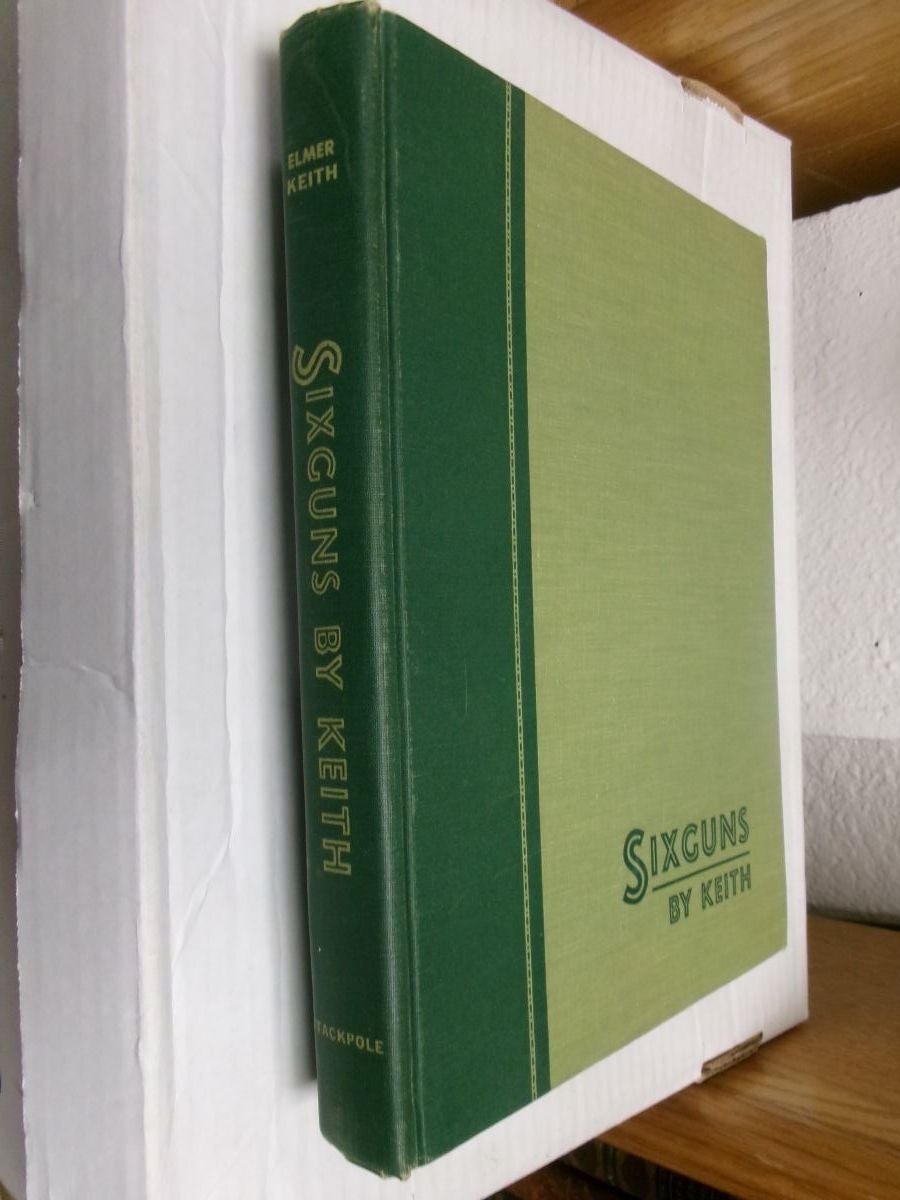 ELMER
KEITH
SIXGUNS BY KEITH
STACKPOLE
SIXGUNS
BY KEITH